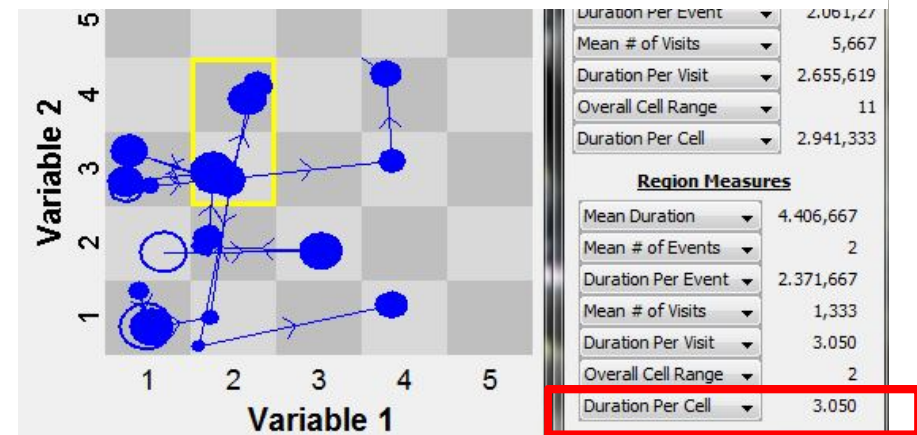 5
4
3
2
1
Variable 2
1 2 3 4 5
Variable 1
Duration Per Event 2.061,27
Mean # of Visits 5,667
Duration Per Visit 2.655,619
Overall Cell Range 11
Duration Per Cell 2.941,333
Region Measures
Mean Duration 4.406,667
Mean # of Events 2
Duration Per Event 2.371,667
Mean # of Visits 1,333
Duration Per Visit 3.050
Overall Cell Range 2
Duration Per Cell 3.050